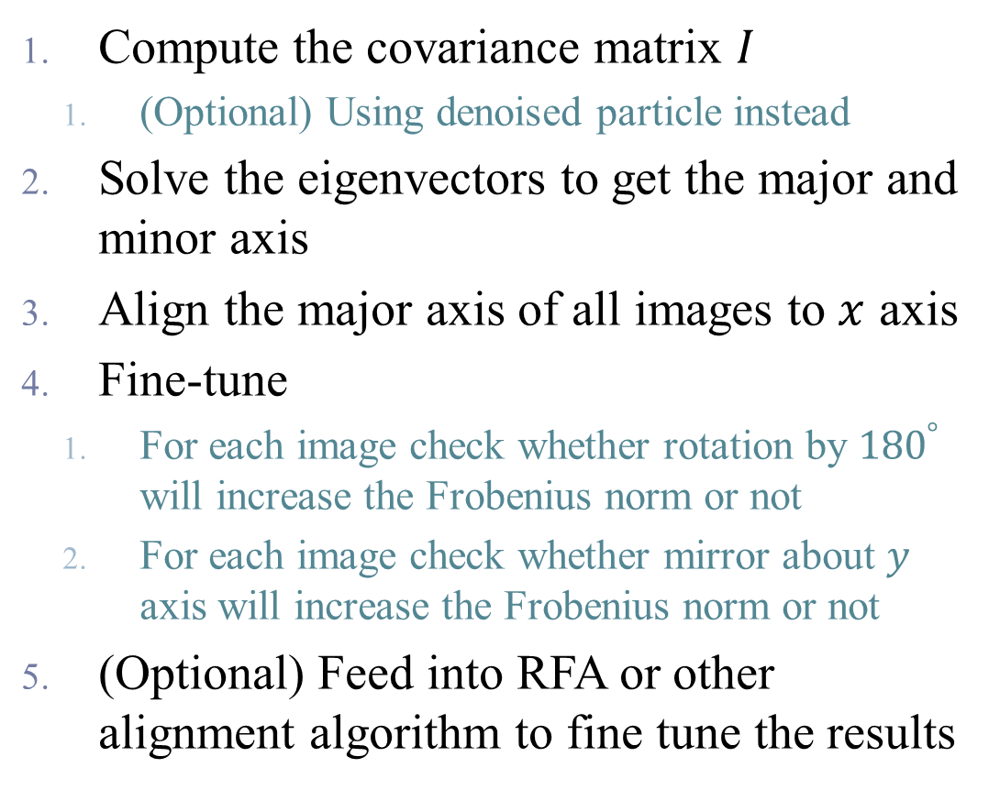 1. Compute the covariance matrix I
1. (Optional) Using denoised particle instead
2. Solve the eigenvectors to get the major and
minor axis
3. Align the major axis of all images to x axis
4. Fine-tune
1. For each image check whether rotation by 180°
will increase the Frobenius norm or not
2. For each image check whether mirror about y
axis will increase the Frobenius norm or not
5. (Optional) Feed into RFA or other
alignment algorithm to fine tune the results